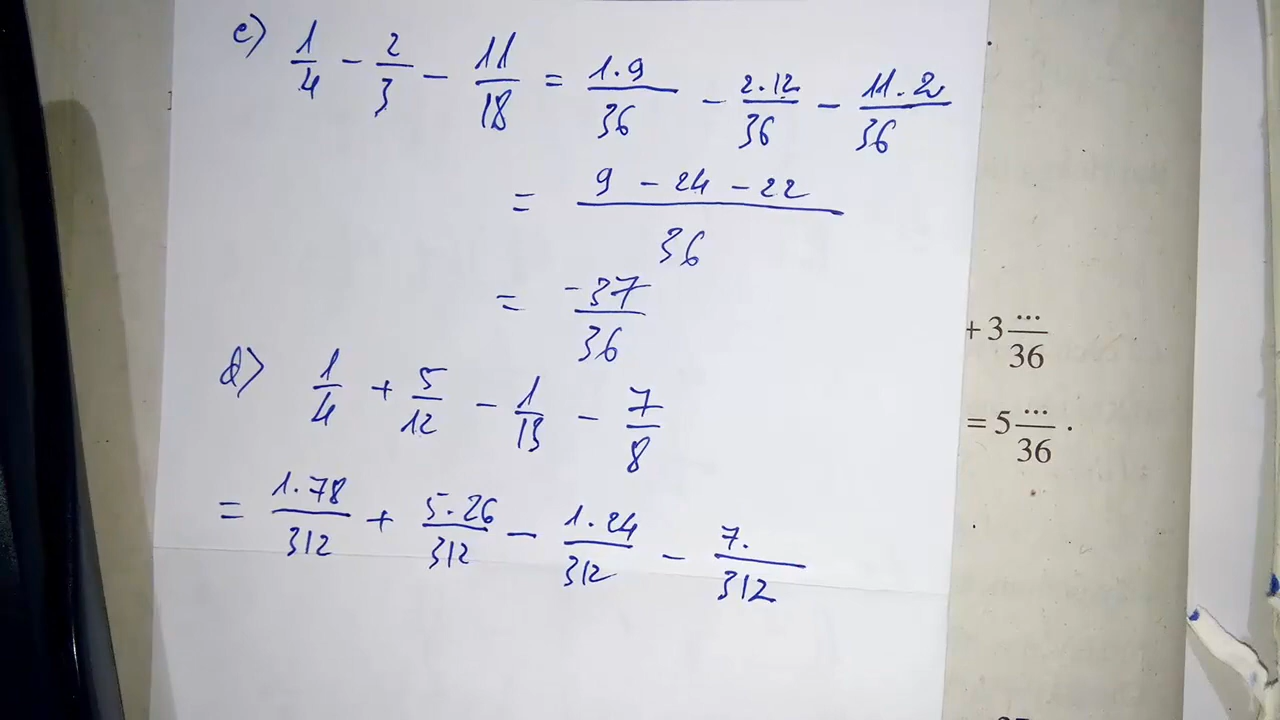 c) 1/4 - 2/3 - 11/18 = 1.9/36 - 2.12/36 - 11.2/36
= 9 - 24 - 22/36
= -37/36
+ 3 .../36
d) 1/4 + 5/12 - 1/13 - 7/8
= 5 .../36 .
= 1.78/312 + 5.26/312 - 1.24/312 - 7./312